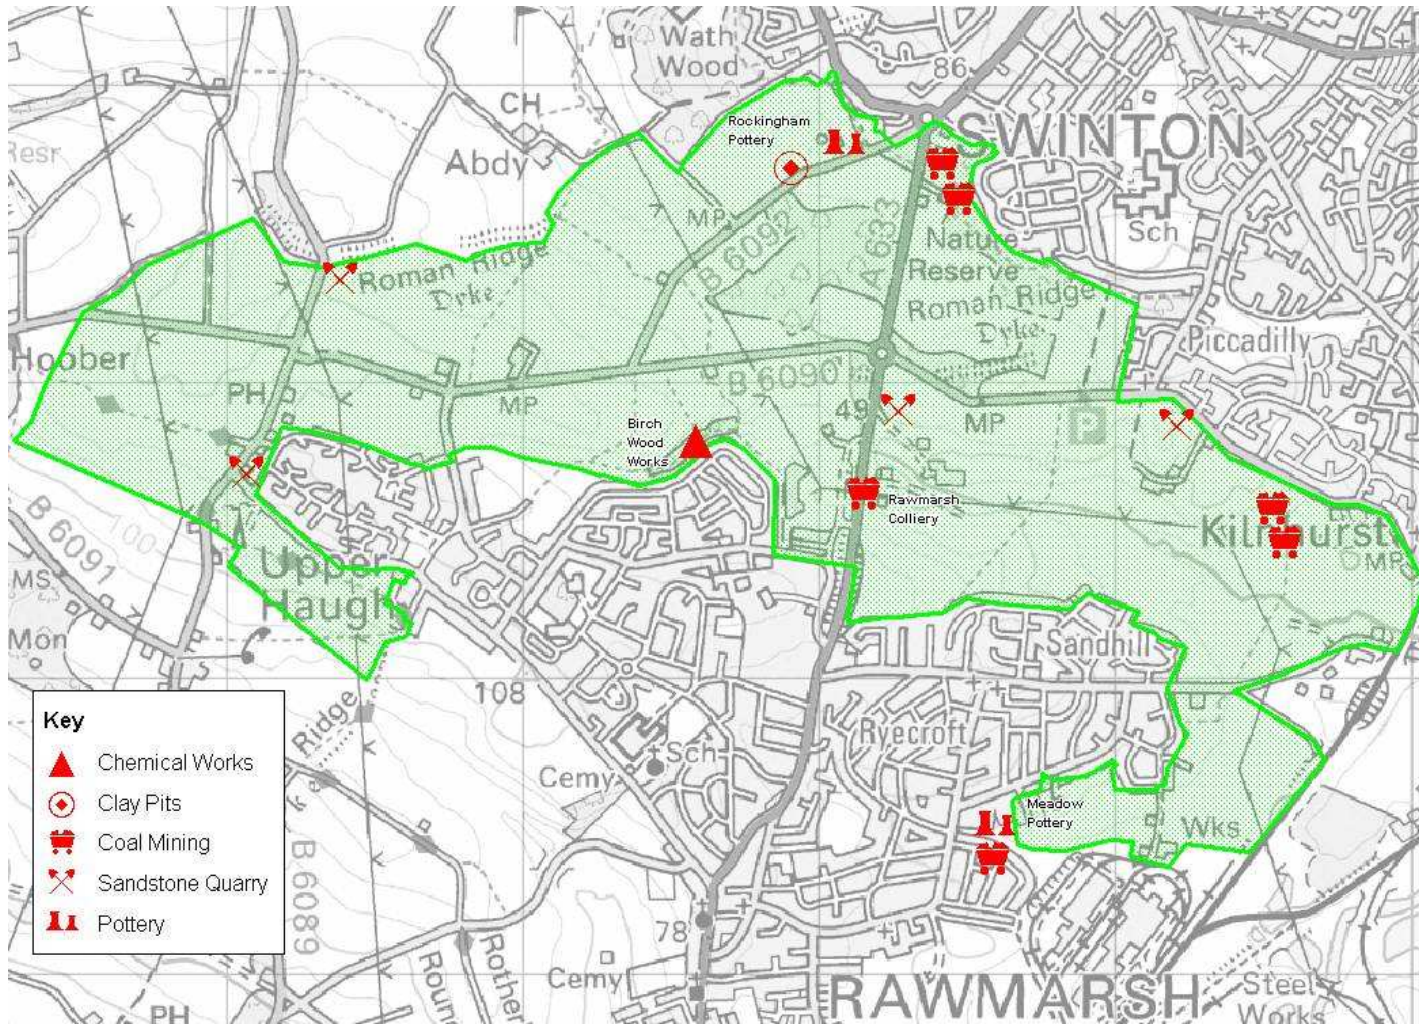 Wath
Wood
86
CH
Rockingham
Pottery
SWINTON
Resr
Abdy
MP
Sch
B 6092
A 633
Nature
Reserve
Roman Ridge
Dyke
Roman Ridge
Dyke
MP
Piccadilly
Hoober
PH
B 6090
MP
49
MP
P
Birch
Wood
Works
Rawmarsh
Colliery
B 6091
100
Kilnhurst
MP
MS
Upper
Haugh
Mon
Sandhill
108
Ridge
Ryecroft
Sch
Cemy
Meadow
Pottery
Wks
Key
Chemical Works
Clay Pits
Coal Mining
Sandstone Quarry
Pottery
B 6089
78
Cemy
RAWMARSH
Steel
Works
PH